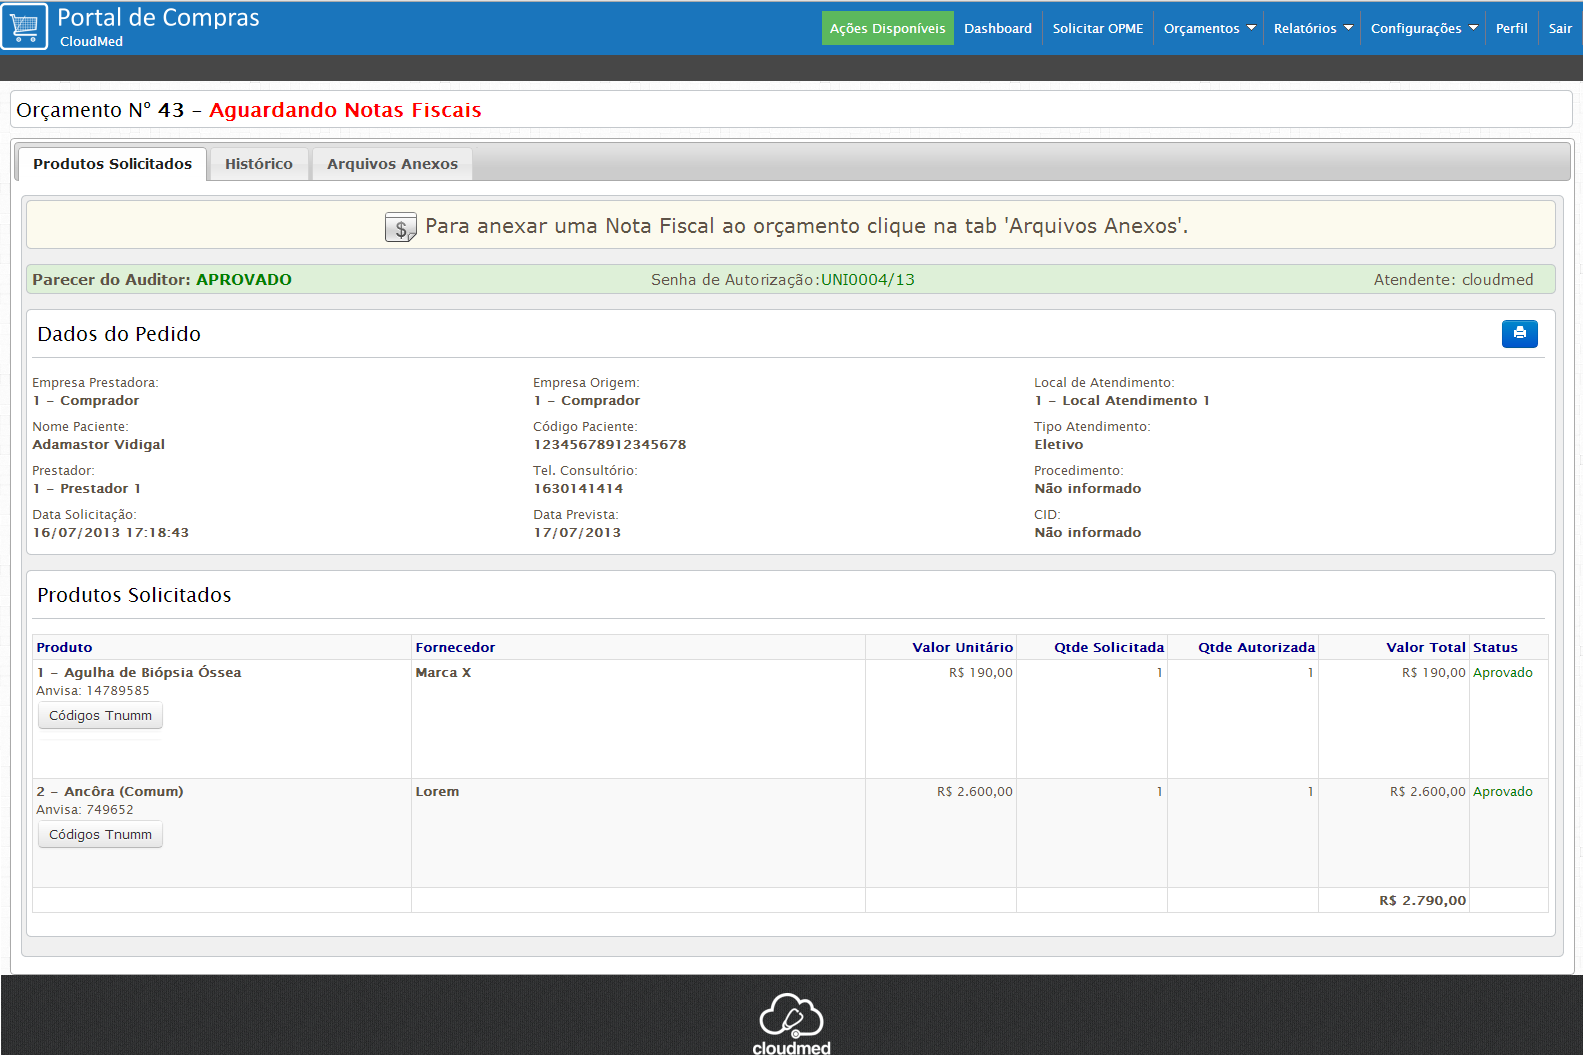 Portal de Compras
CloudMed
Ações Disponíveis Dashboard Solicitar OPME Orçamentos Relatórios Configurações Perfil Sair
Orçamento N° 43 - Aguardando Notas Fiscais
Produtos Solicitados Histórico Arquivos Anexos
$ Para anexar uma Nota Fiscal ao orçamento clique na tab 'Arquivos Anexos'.
Parecer do Auditor: APROVADO Senha de Autorização:UNI0004/13 Atendente: cloudmed
Dados do Pedido
Empresa Prestadora: Empresa Origem: Local de Atendimento:
1 - Comprador 1 - Comprador 1 - Local Atendimento 1
Nome Paciente: Código Paciente: Tipo Atendimento:
Adamastor Vidigal 12345678912345678 Eletivo
Prestador: Tel. Consultório: Procedimento:
1 - Prestador 1 1630141414 Não informado
Data Solicitação: Data Prevista: CID:
16/07/2013 17:18:43 17/07/2013 Não informado
Produtos Solicitados
Produto Fornecedor Valor Unitário Qtde Solicitada Qtde Autorizada Valor Total Status
1 - Agulha de Biópsia Óssea Marca X R$ 190,00 1 1 R$ 190,00 Aprovado
Anvisa: 14789585
Códigos Tnumm
2 - Ancôra (Comum) Lorem R$ 2.600,00 1 1 R$ 2.600,00 Aprovado
Anvisa: 749652
Códigos Tnumm
R$ 2.790,00
cloudmed